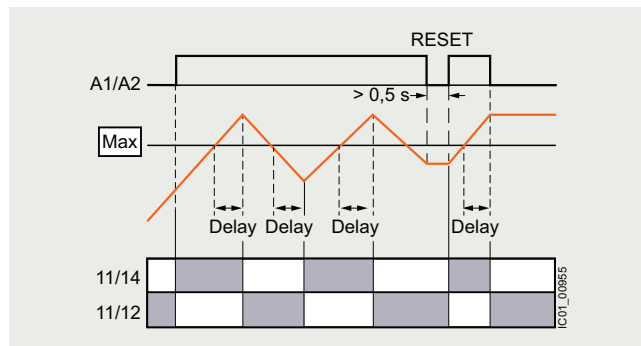 RESET
A1/A2
> 0,5 s
Max
Delay Delay Delay Delay
11/14
11/12
IC01_00955